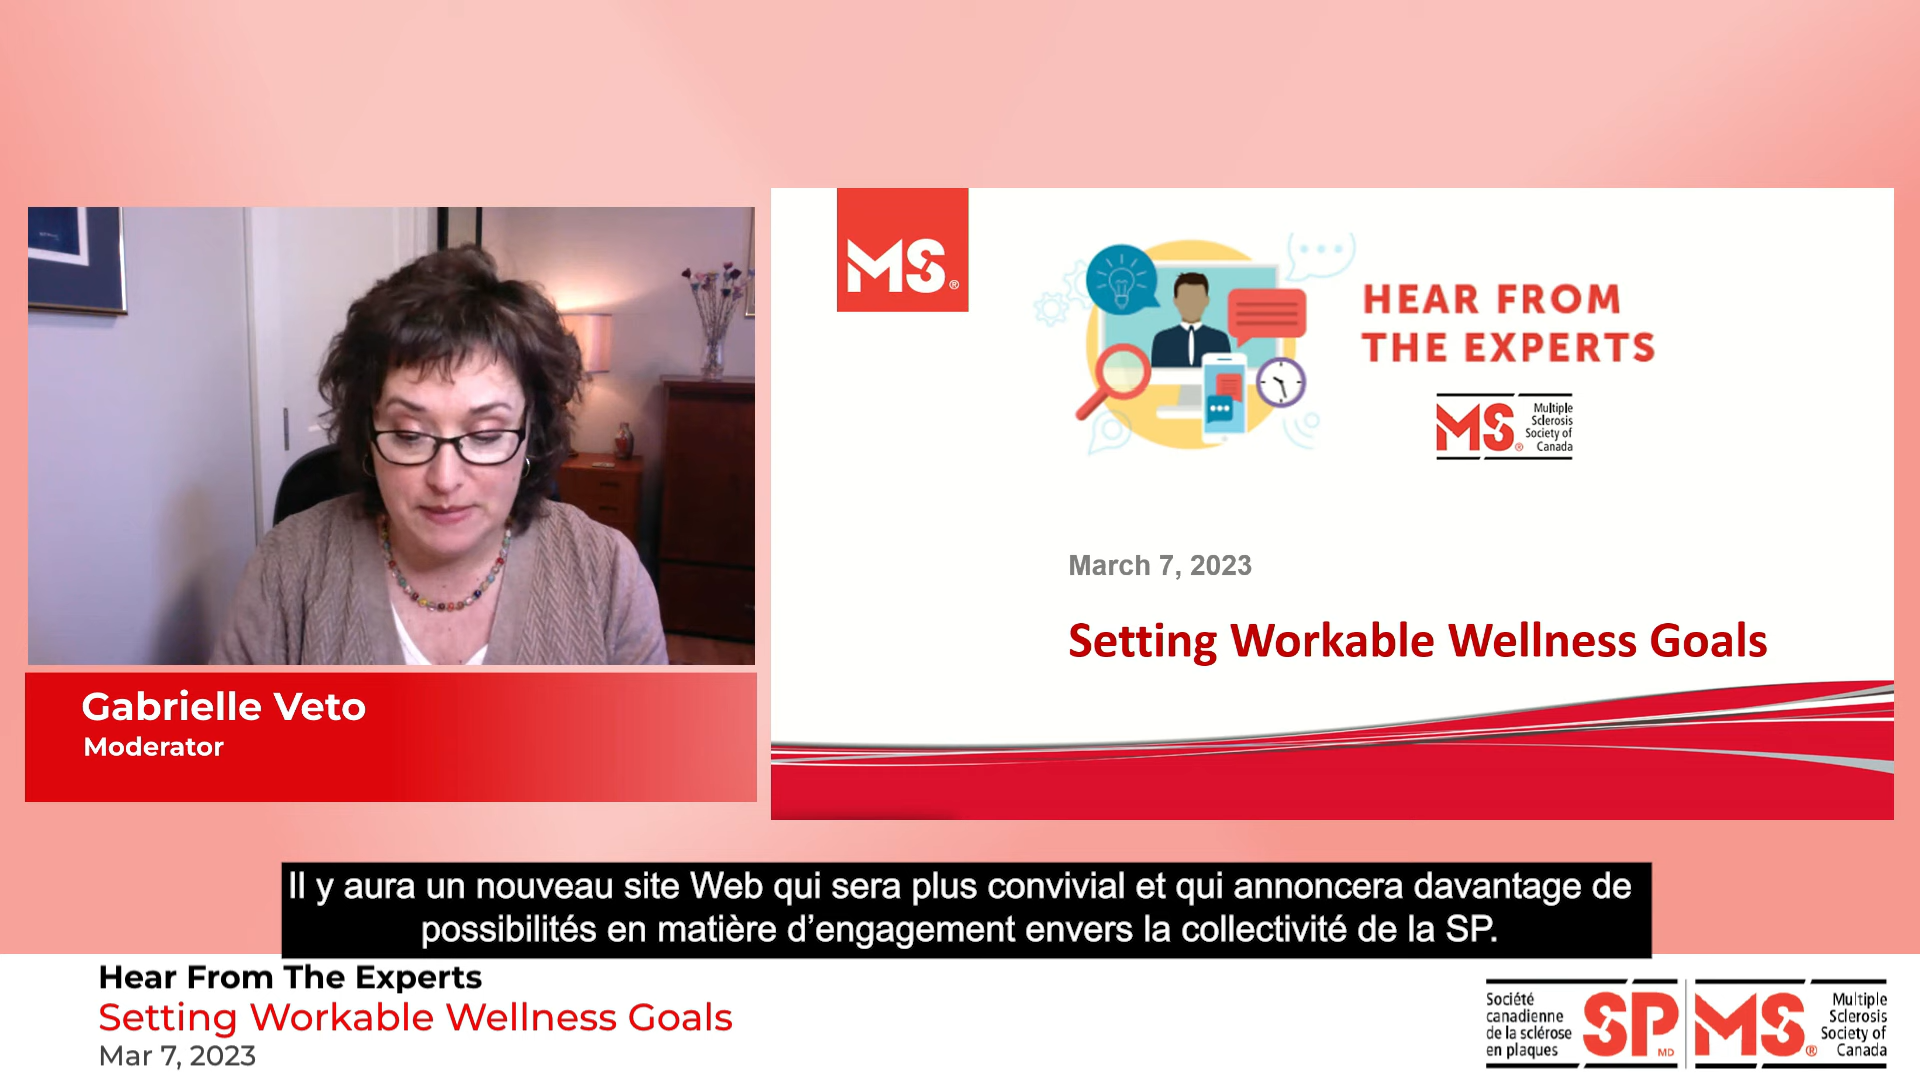 MS®
HEAR FROM
THE EXPERTS
MS®
Multiple
Sclerosis
Society of
Canada
March 7, 2023
Setting Workable Wellness Goals
Gabrielle Veto
Moderator
Il y aura un nouveau site Web qui sera plus convivial et qui annoncera davantage de
possibilités en matière d’engagement envers la collectivité de la SP.
Hear From The Experts
Setting Workable Wellness Goals
Mar 7, 2023
Société
canadienne
de la sclérose
en plaques
SP MD
MS®
Multiple
Sclerosis
Society of
Canada